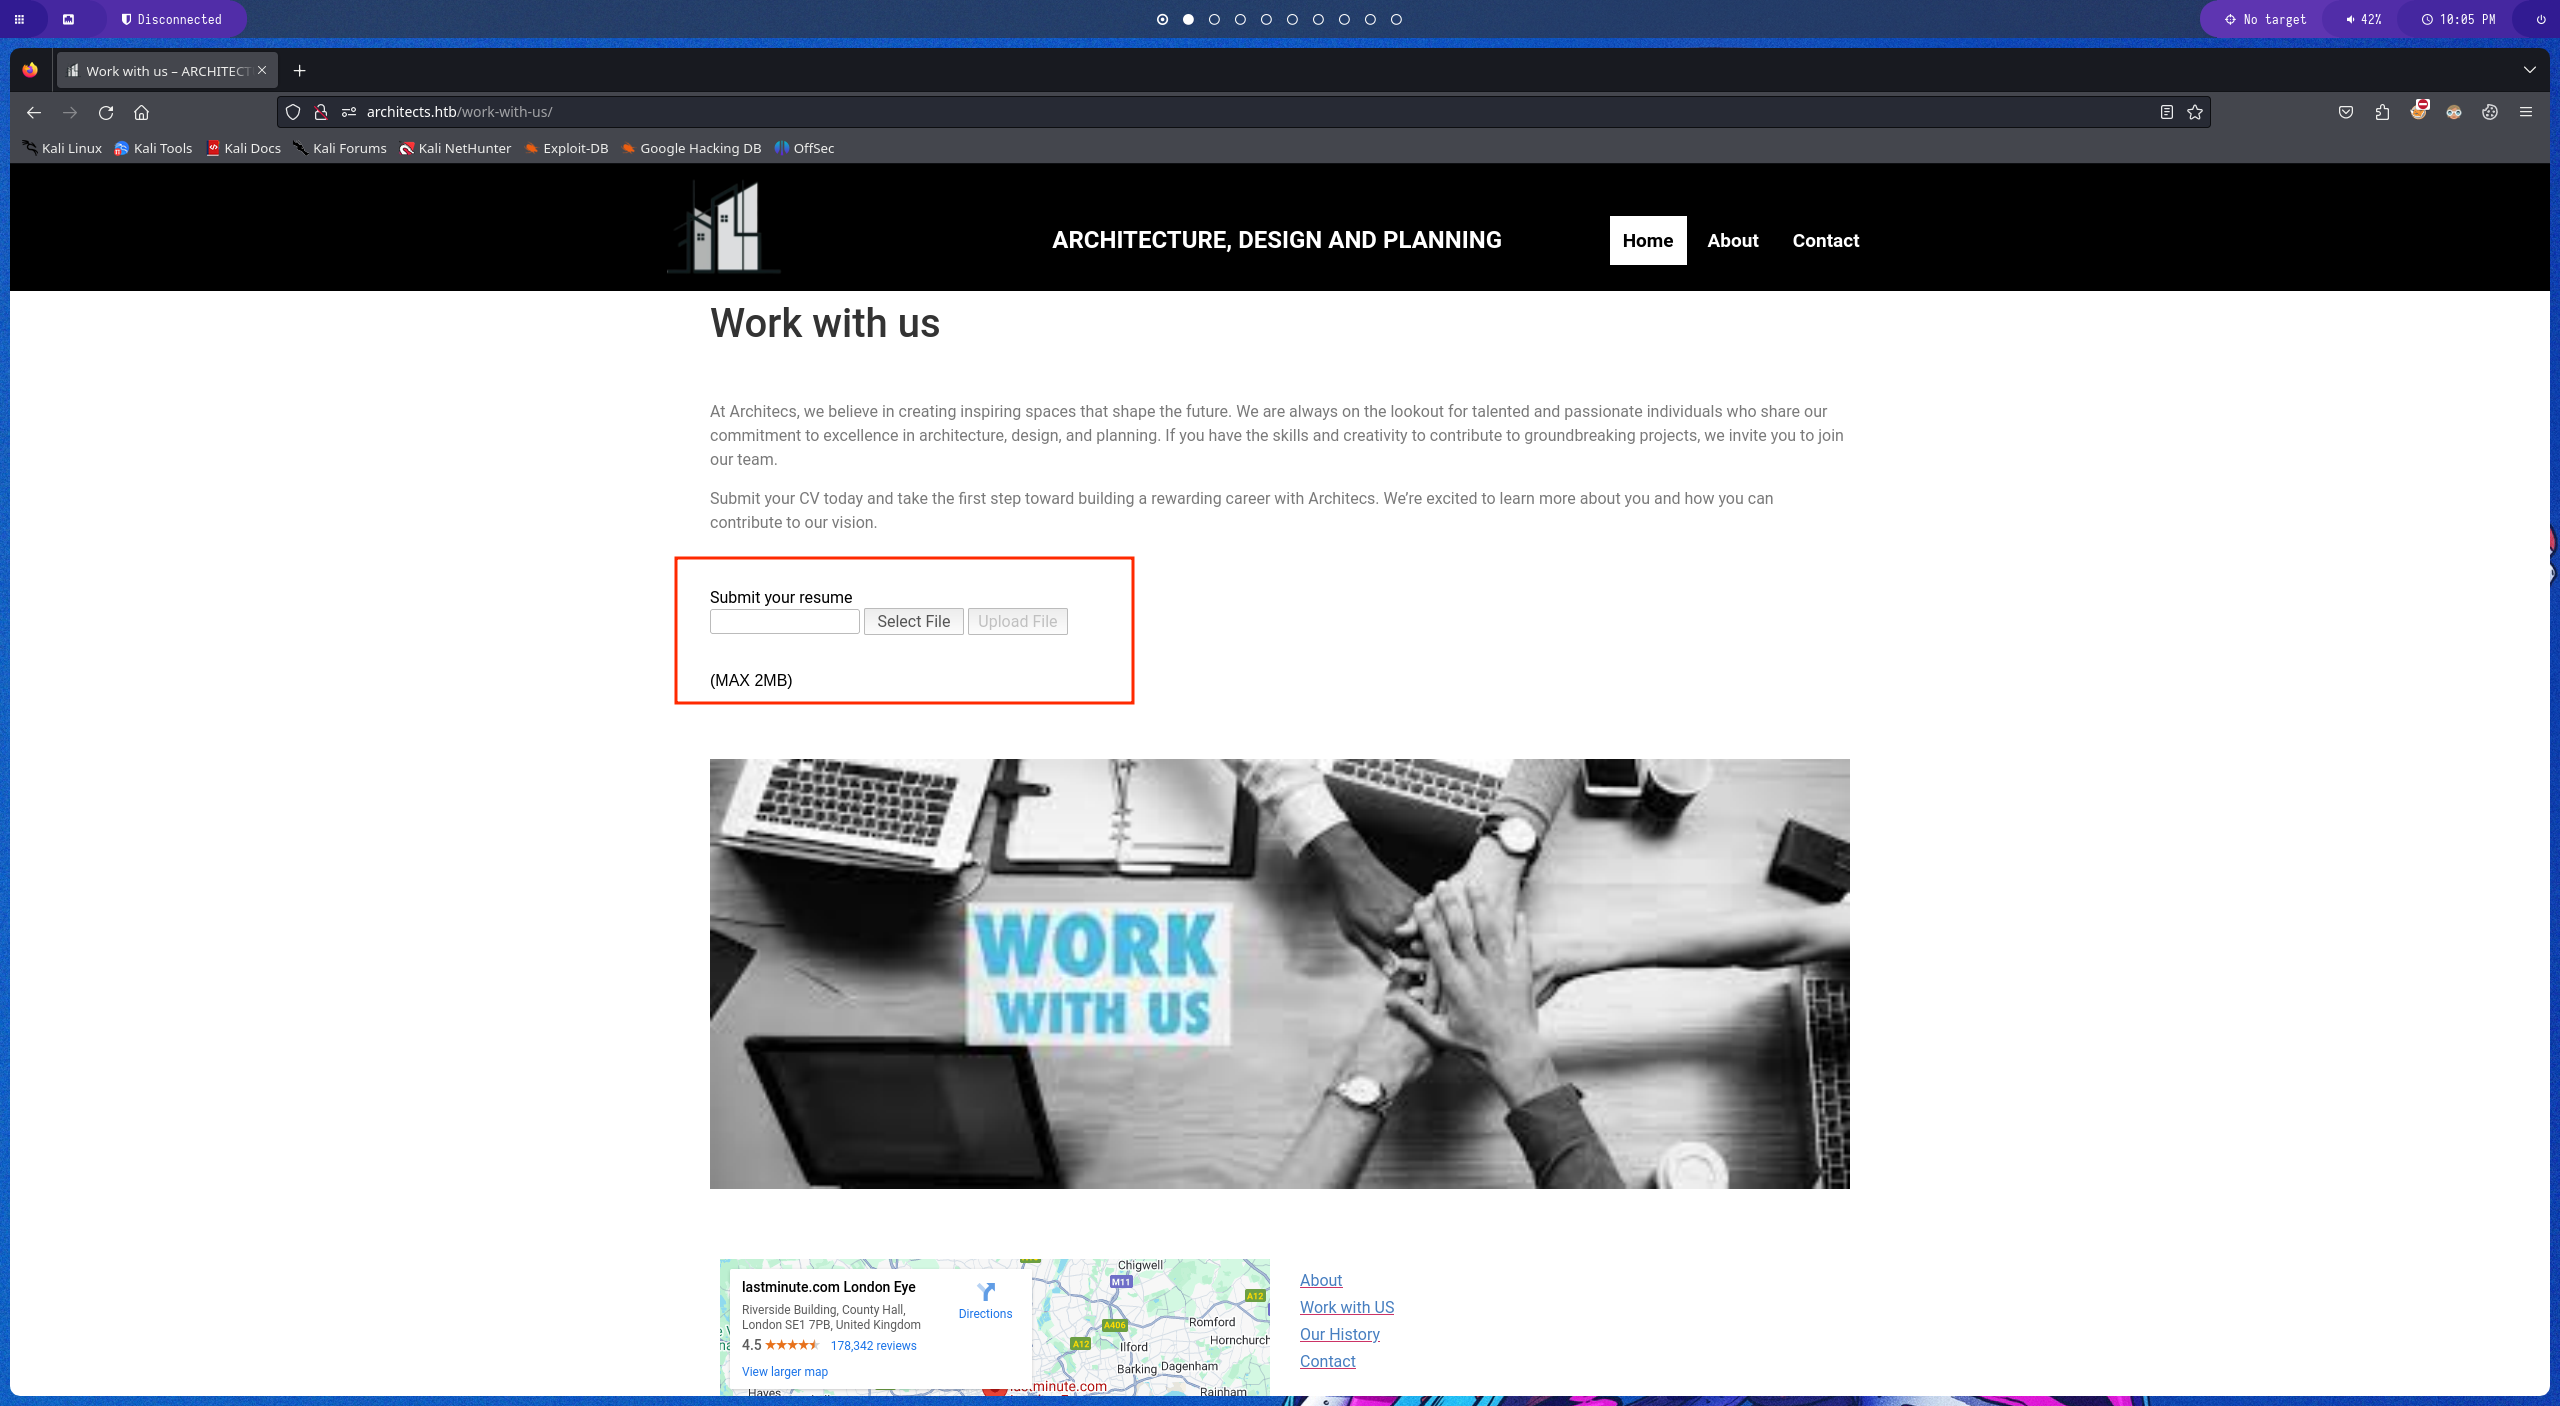 Disconnected
No target
42%
10:05 PM
Work with us – ARCHITECT
architects.htb/work-with-us/
Kali Linux
Kali Tools
Kali Docs
Kali Forums
Kali NetHunter
Exploit-DB
Google Hacking DB
OffSec
ARCHITECTURE, DESIGN AND PLANNING
Home
About
Contact
Work with us
At Architecs, we believe in creating inspiring spaces that shape the future. We are always on the lookout for talented and passionate individuals who share our
commitment to excellence in architecture, design, and planning. If you have the skills and creativity to contribute to groundbreaking projects, we invite you to join
our team.
Submit your CV today and take the first step toward building a rewarding career with Architecs. We’re excited to learn more about you and how you can
contribute to our vision.
Submit your resume
Select File
Upload File
(MAX 2MB)
WORK
WITH US
lastminute.com London Eye
Riverside Building, County Hall,
London SE1 7PB, United Kingdom
4.5
178,342 reviews
View larger map
Directions
Chigwell
M11
A12
A406
Romford
Hornchurch
A12
Ilford
Barking
Dagenham
lastminute.com
Rainham
Hayes
About
Work with US
Our History
Contact